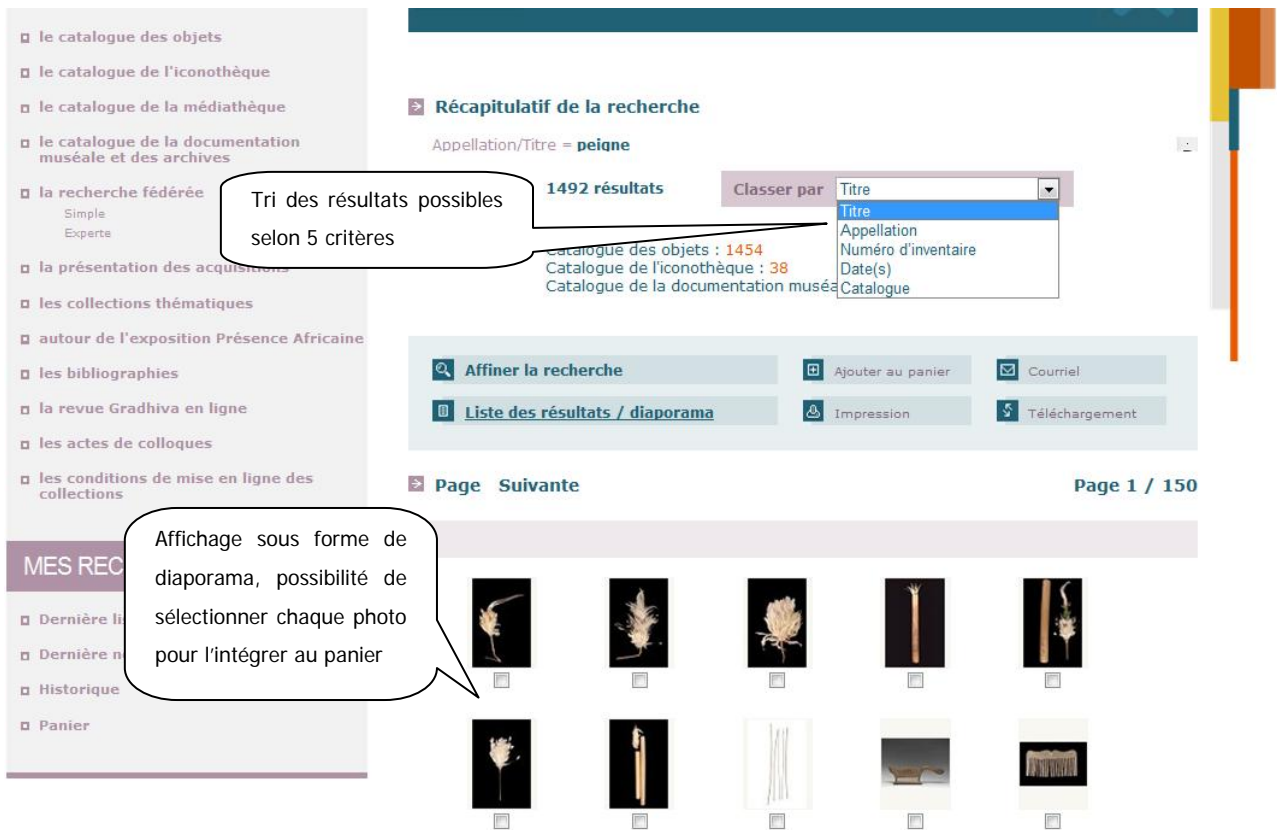 le catalogue des objets
le catalogue de l'iconothèque
le catalogue de la médiathèque
le catalogue de la documentation
muséale et des archives
la recherche fédérée
Simple
Experte
la présentation des acquisitions
les collections thématiques
autour de l'exposition Présence Africaine
les bibliographies
la revue Gradhiva en ligne
les actes de colloques
les conditions de mise en ligne des
collections
MES REC
Dernière li
Dernière n
Historique
Panier
Tri des résultats possibles
selon 5 critères
Affichage sous forme de
diaporama, possibilité de
sélectionner chaque photo
pour l'intégrer au panier
Récapitulatif de la recherche
Appellation/Titre = peigne
1492 résultats
Classer par Titre
Titre
Appellation
Numéro d'inventaire
Date(s)
Catalogue
Catalogue des objets : 1454
Catalogue de l'iconothèque : 38
Catalogue de la documentation muséa
Affiner la recherche
Ajouter au panier
Courriel
Liste des résultats / diaporama
Impression
Téléchargement
Page Suivante
Page 1 / 150